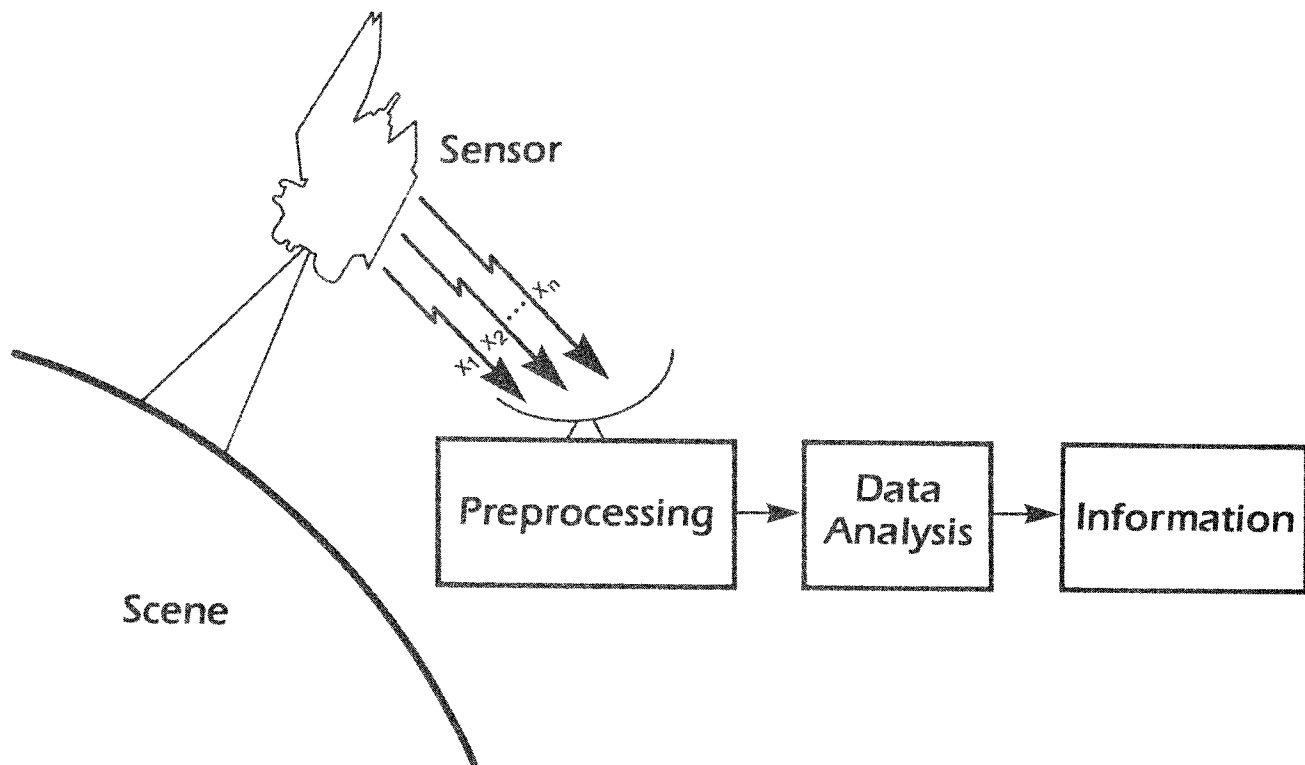 Sensor
x1 x2 ... xn
Preprocessing
Data
Analysis
Information
Scene